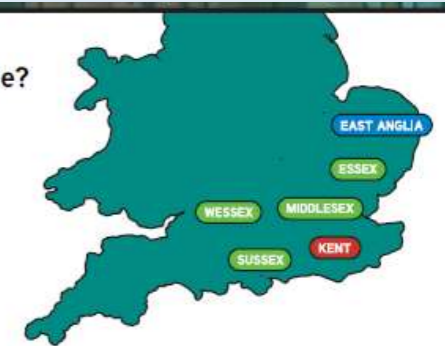 e?
EAST ANGLIA
ESSEX
WESSEX MIDDLESEX
KENT
SUSSEX